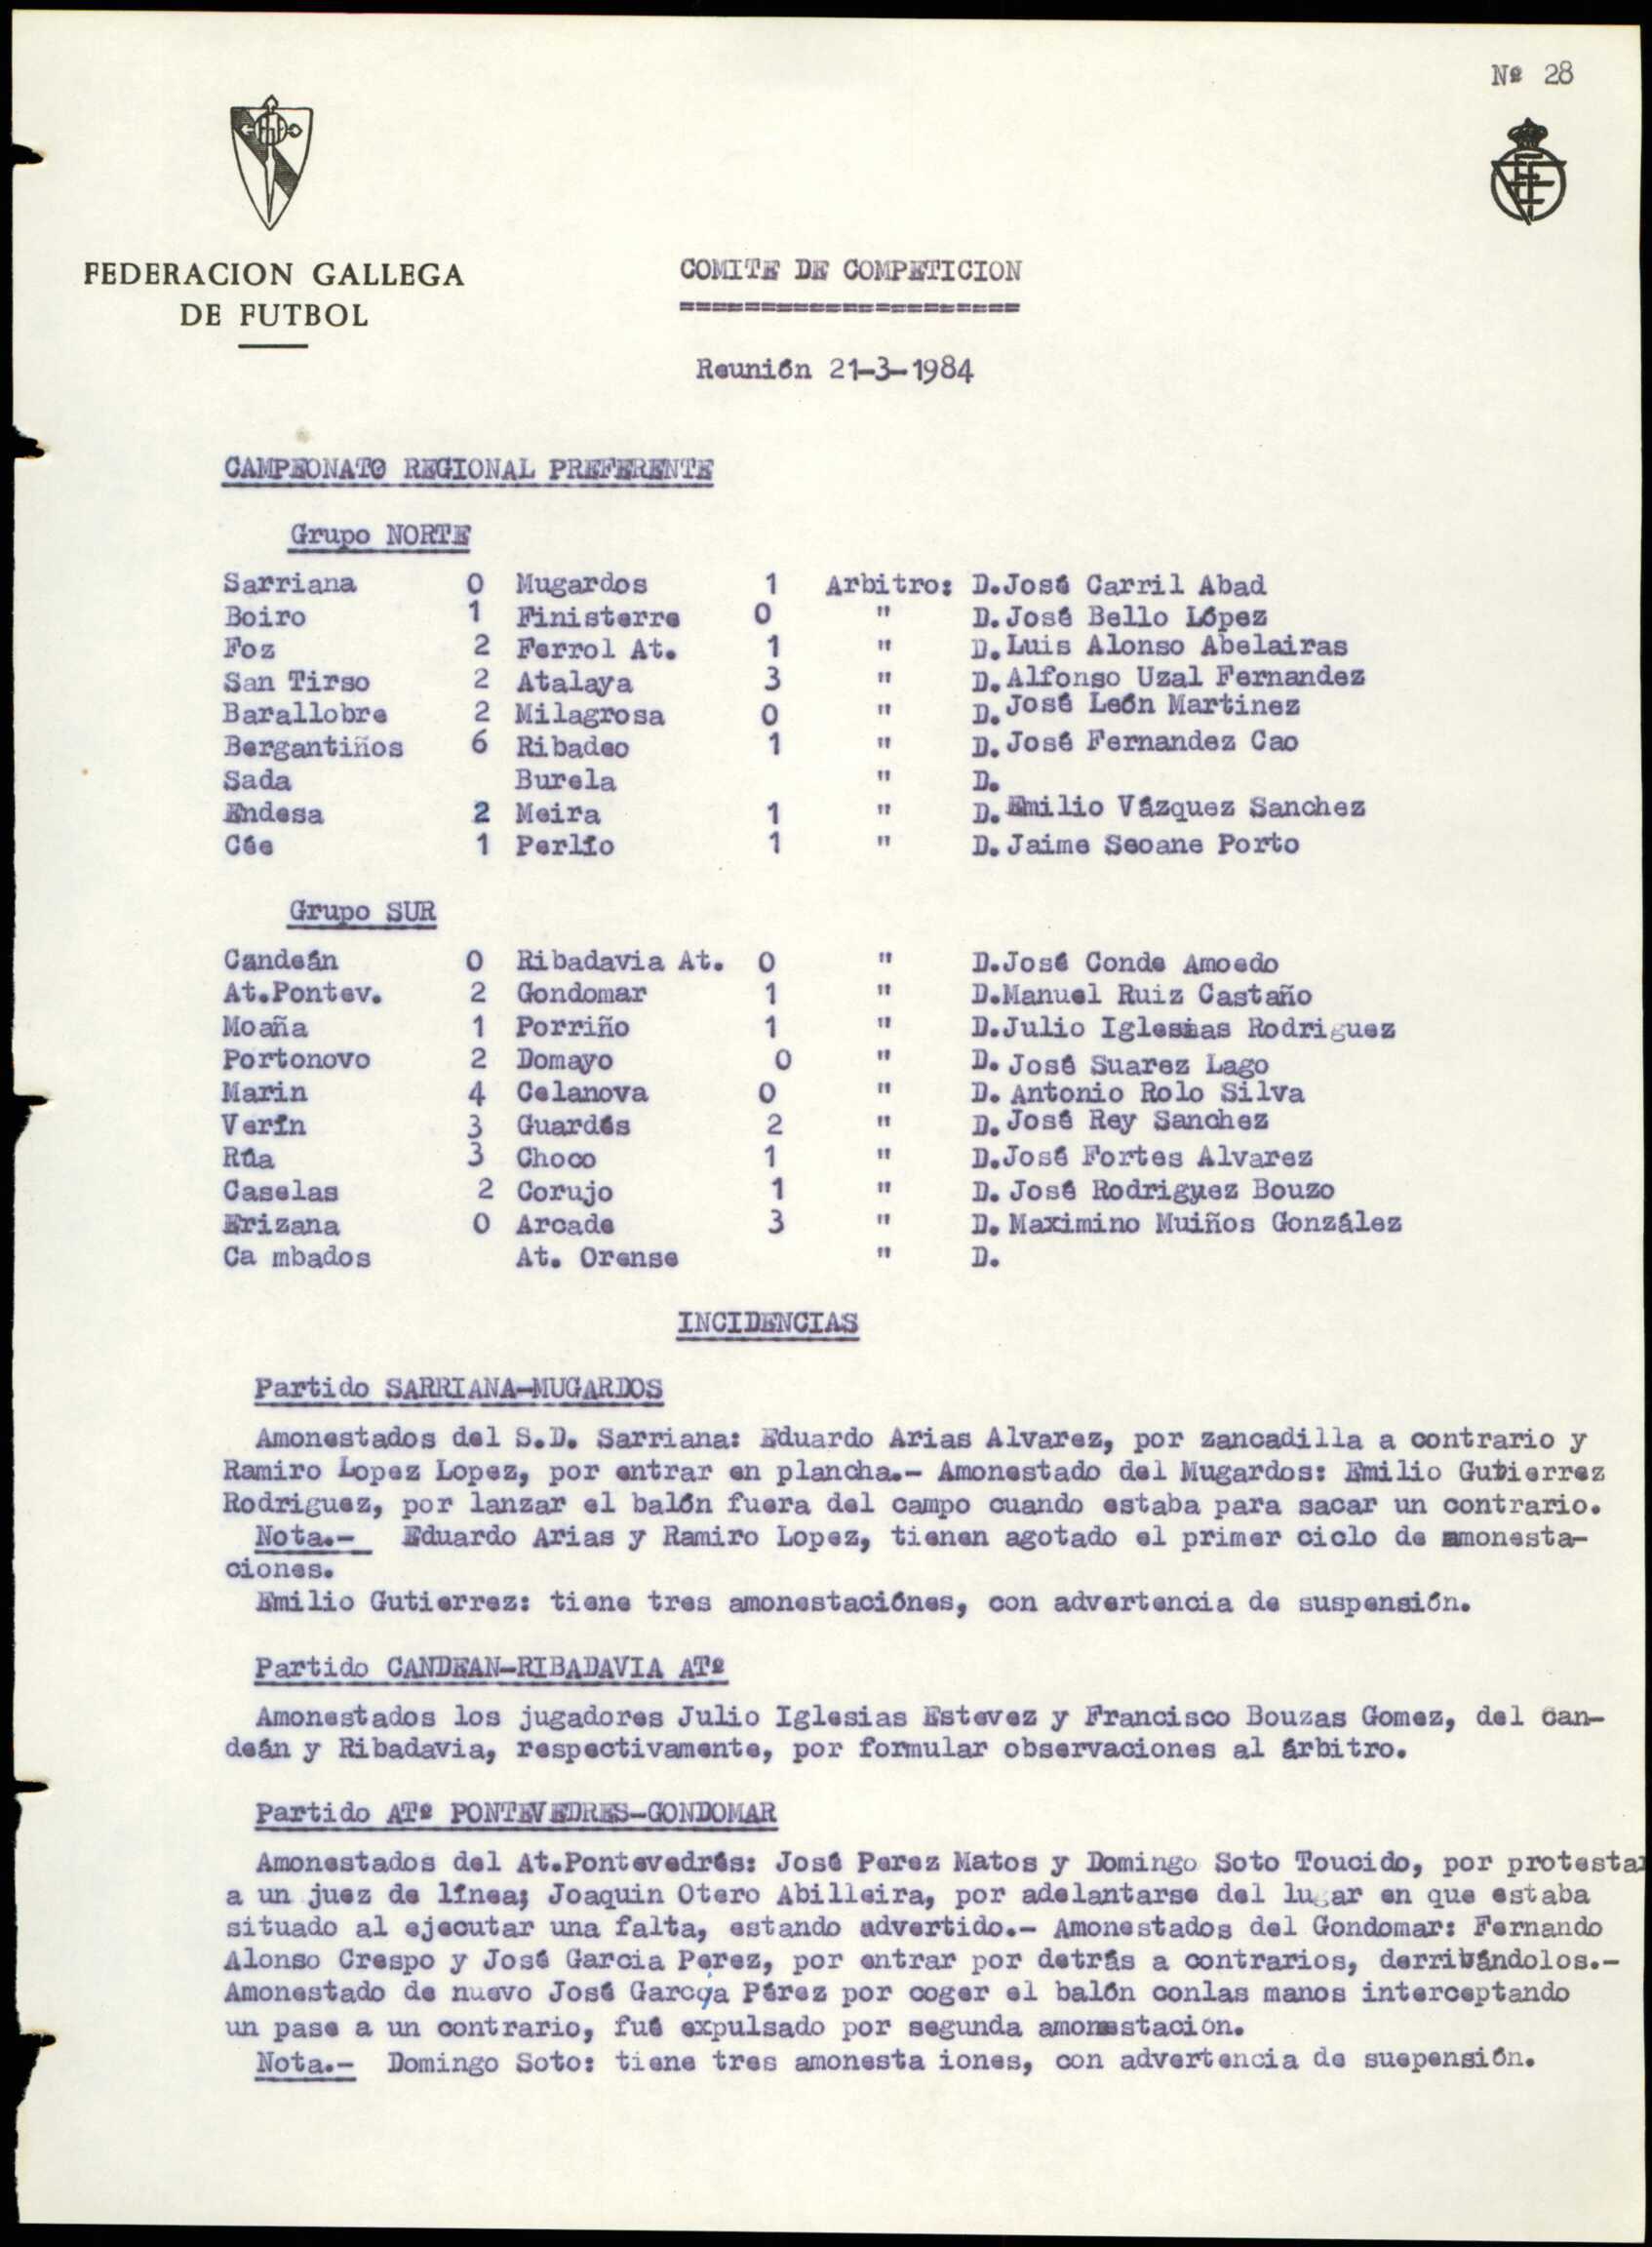 Nº 28
FEDERACION GALLEGA
DE FUTBOL
COMITE DE COMPETICION
=====================
Reunión 21-3-1984
CAMPEONATO REGIONAL PREFERENTE
Grupo NORTE
Sarriana 0 Mugardos 1 Arbitro: D.José Carril Abad
Boiro 1 Finisterre 0 " D.José Bello López
Foz 2 Ferrol At. 1 " D.Luis Alonso Abelairas
San Tirso 2 Atalaya 3 " D.Alfonso Uzal Fernandez
Barallobre 2 Milagrosa 0 " D.José León Martinez
Bergantiños 6 Ribadeo 1 " D.José Fernandez Cao
Sada Burela " D.
Endesa 2 Meira 1 " D.Emilio Vázquez Sanchez
Cée 1 Perlío 1 " D.Jaime Seoane Porto
Grupo SUR
Candeán 0 Ribadavia At. 0 " D.José Conde Amoedo
At.Pontev. 2 Gondomar 1 " D.Manuel Ruiz Castaño
Moaña 1 Porriño 1 " D.Julio Iglesias Rodriguez
Portonovo 2 Domayo 0 " D. José Suarez Lago
Marin 4 Celanova 0 " D. Antonio Rolo Silva
Verín 3 Guardés 2 " D.José Rey Sanchez
Rúa 3 Choco 1 " D.José Fortes Alvarez
Caselas 2 Corujo 1 " D. José Rodriguez Bouzo
Erizana 0 Arcade 3 " D. Maximino Muiños González
Ca mbados At. Orense " D.
INCIDENCIAS
Partido SARRIANA-MUGARDOS
Amonestados del S.D. Sarriana: Eduardo Arias Alvarez, por zancadilla a contrario y
Ramiro Lopez Lopez, por entrar en plancha.- Amonestado del Mugardos: Emilio Gutierrez
Rodriguez, por lanzar el balón fuera del campo cuando estaba para sacar un contrario.
Nota.- Eduardo Arias y Ramiro Lopez, tienen agotado el primer ciclo de amonesta-
ciones.
Emilio Gutierrez: tiene tres amonestaciónes, con advertencia de suspensión.
Partido CANDEAN-RIBADAVIA ATº
Amonestados los jugadores Julio Iglesias Estevez y Francisco Bouzas Gomez, del Can-
deán y Ribadavia, respectivamente, por formular observaciones al árbitro.
Partido ATº PONTEVEDRES-GONDOMAR
Amonestados del At.Pontevedrés: José Perez Matos y Domingo Soto Toucido, por protestar
a un juez de línea; Joaquin Otero Abilleira, por adelantarse del lugar en que estaba
situado al ejecutar una falta, estando advertido.- Amonestados del Gondomar: Fernando
Alonso Crespo y José Garcia Perez, por entrar por detrás a contrarios, derribándolos.-
Amonestado de nuevo José Garcia Pérez por coger el balón conlas manos interceptando
un pase a un contrario, fué expulsado por segunda amonestación.
Nota.- Domingo Soto: tiene tres amonesta iones, con advertencia de suepensión.